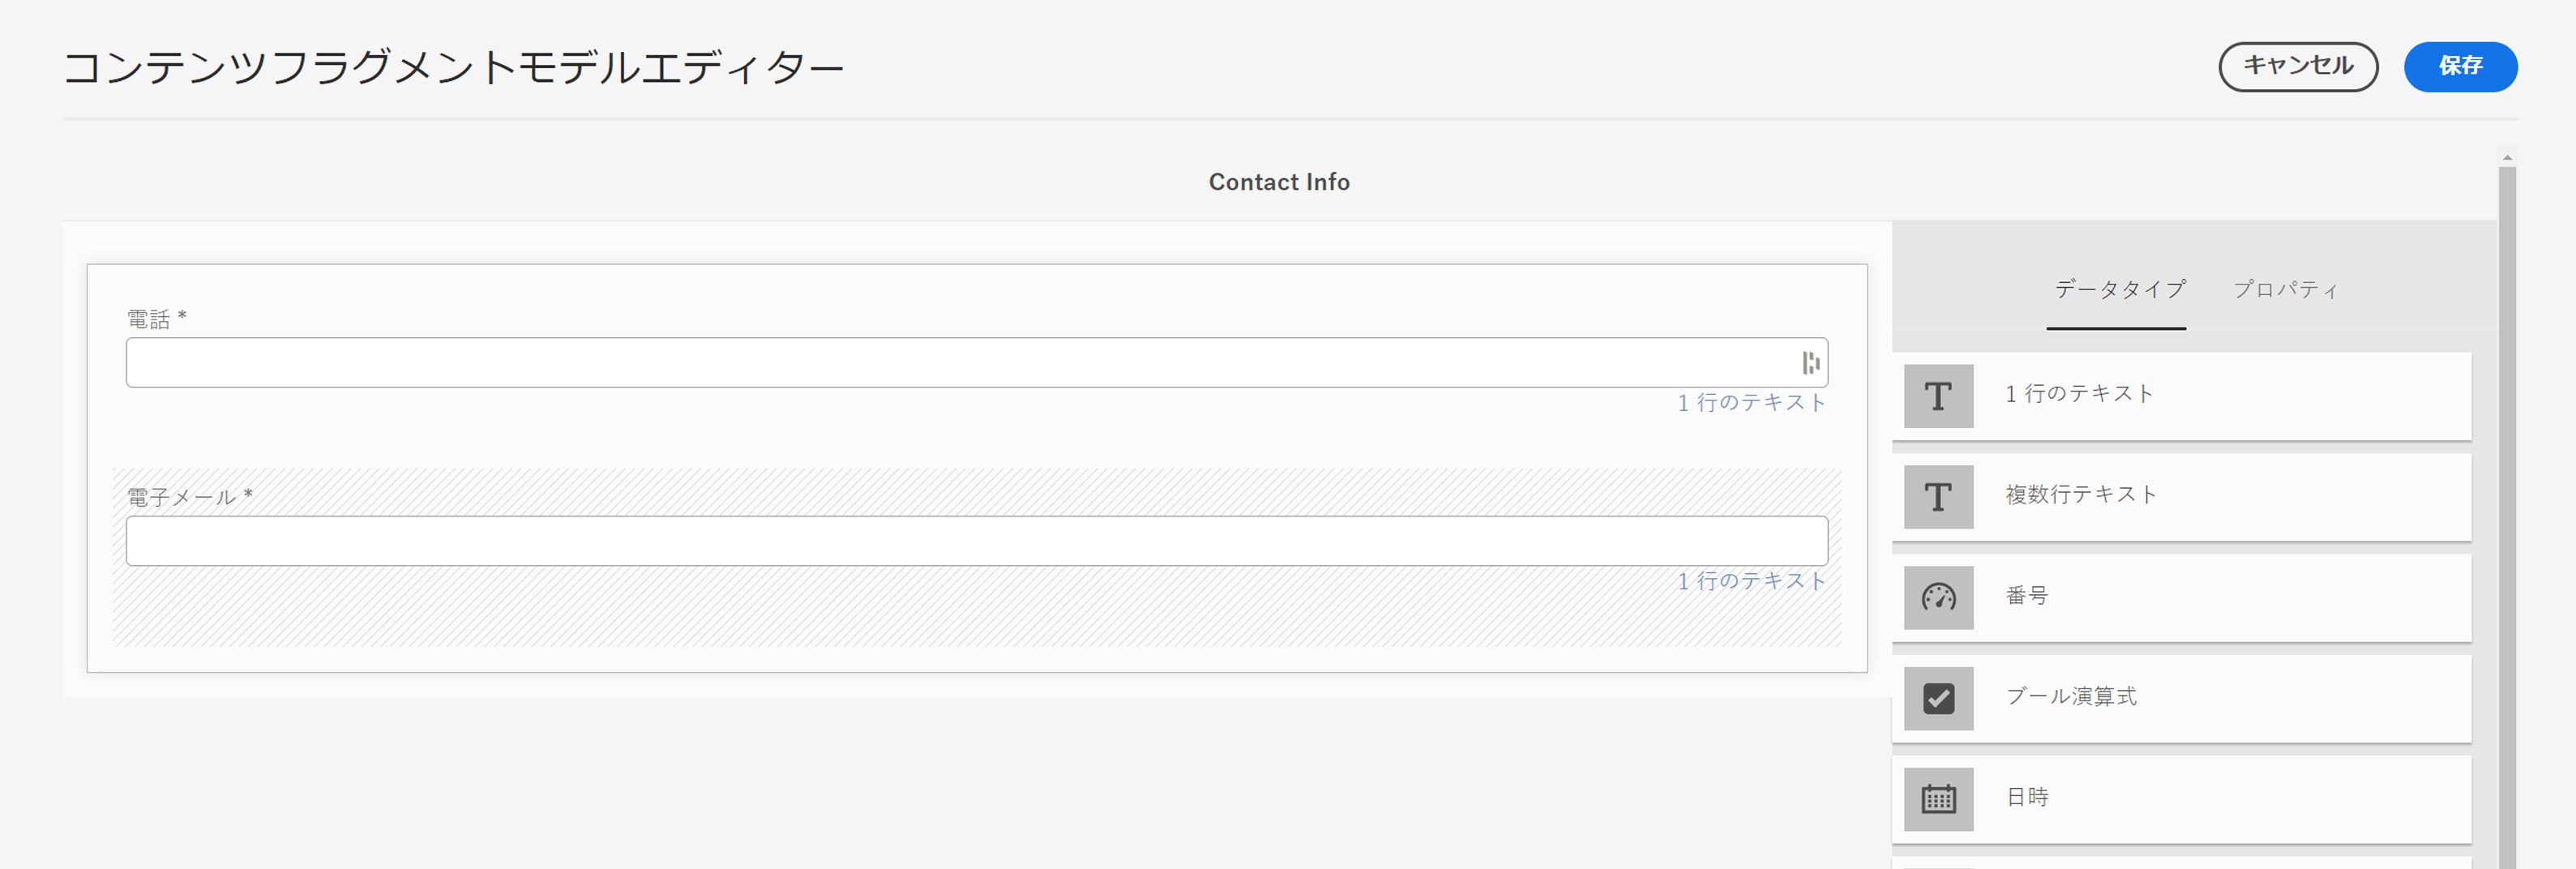 コンテンツフラグメントモデルエディター
キャンセル
保存
Contact Info
電話 *
1 行のテキスト
電子メール *
1 行のテキスト
データタイプ
プロパティ
1 行のテキスト
複数行テキスト
番号
ブール演算式
日時